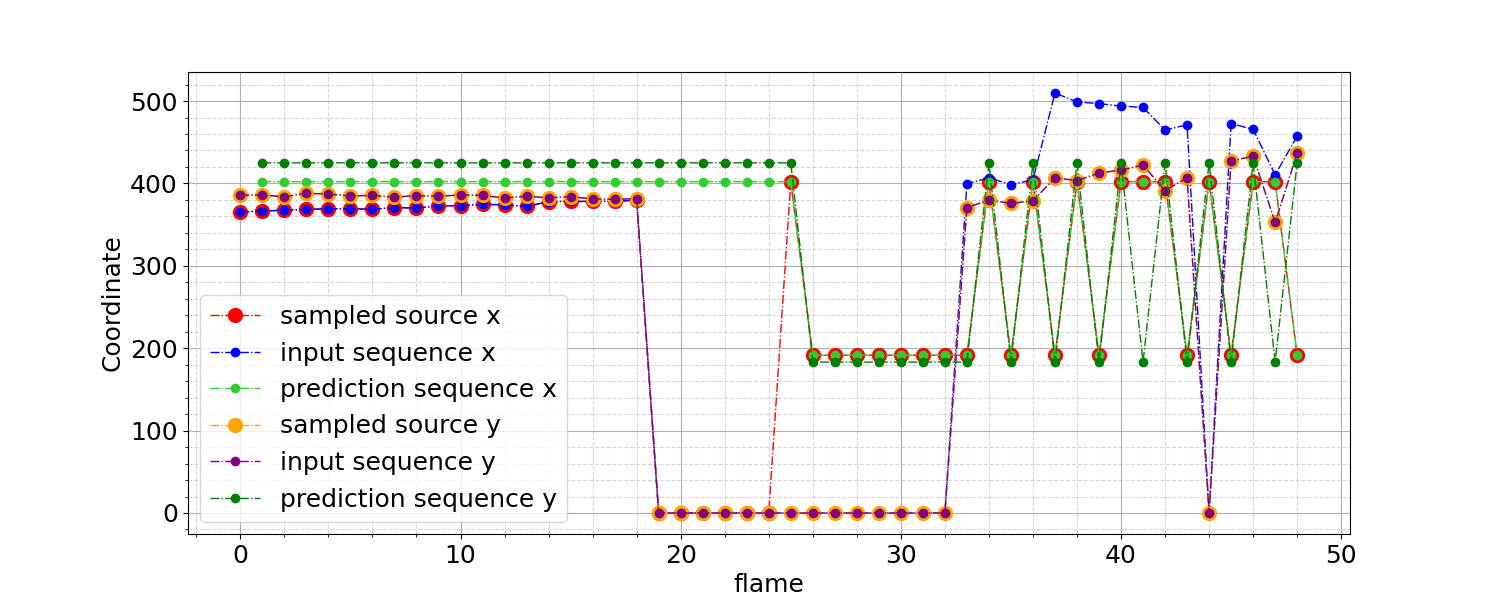 500
400
300
200
100
0
Coordinate
sampled source x
input sequence x
prediction sequence x
sampled source y
input sequence y
prediction sequence y
0 10 20 30 40 50
flame